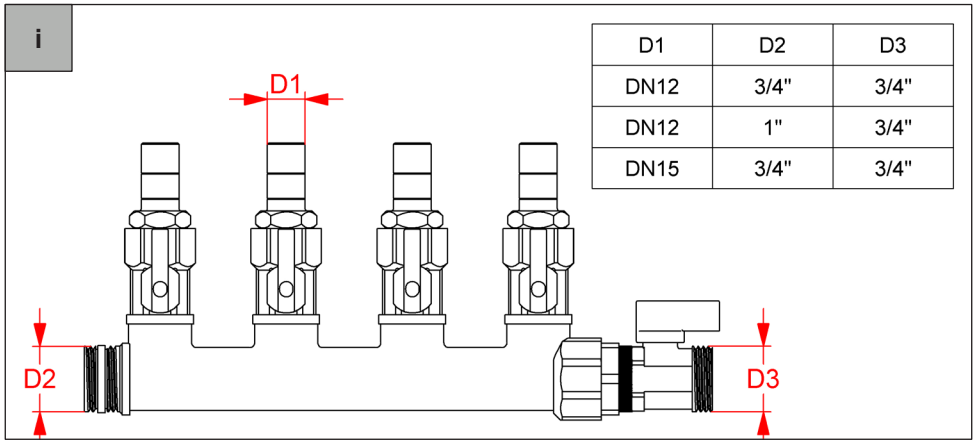 i
D1 D2 D3
DN12 3/4" 3/4"
DN12 1" 3/4"
DN15 3/4" 3/4"
D1
D2
D3